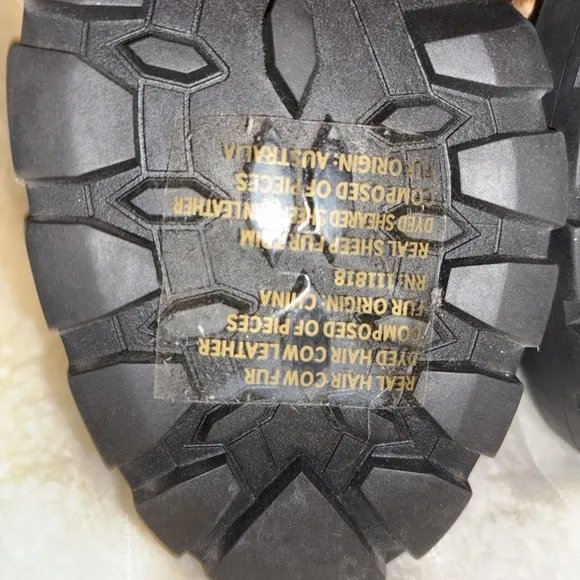 REAL HAIR COW FUR
DYED HAIR COW LEATHER
COMPOSED OF PIECES
FUR ORIGIN: CHINA
RN: 111818
REAL SHEEP FUR TRIM
DYED SHEARED LEATHER
COMPOSED OF PIECES
FUR ORIGIN: AUSTRALIA